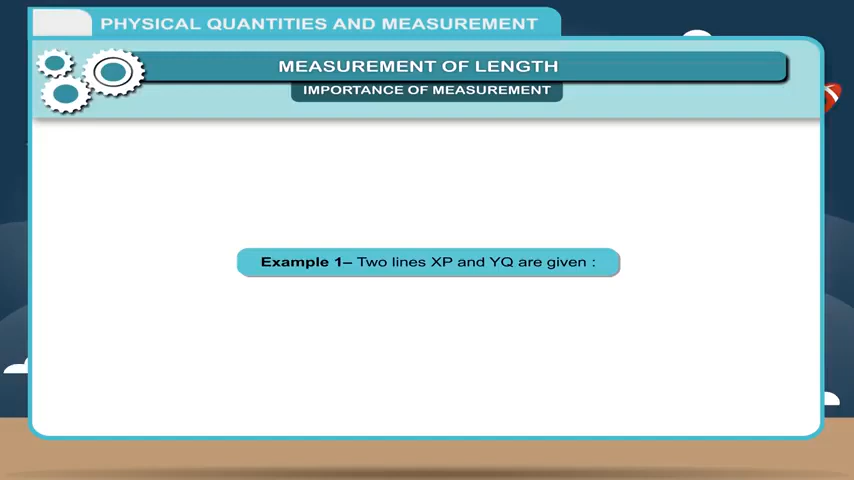 PHYSICAL QUANTITIES AND MEASUREMENT
MEASUREMENT OF LENGTH
IMPORTANCE OF MEASUREMENT
Example 1– Two lines XP and YQ are given :